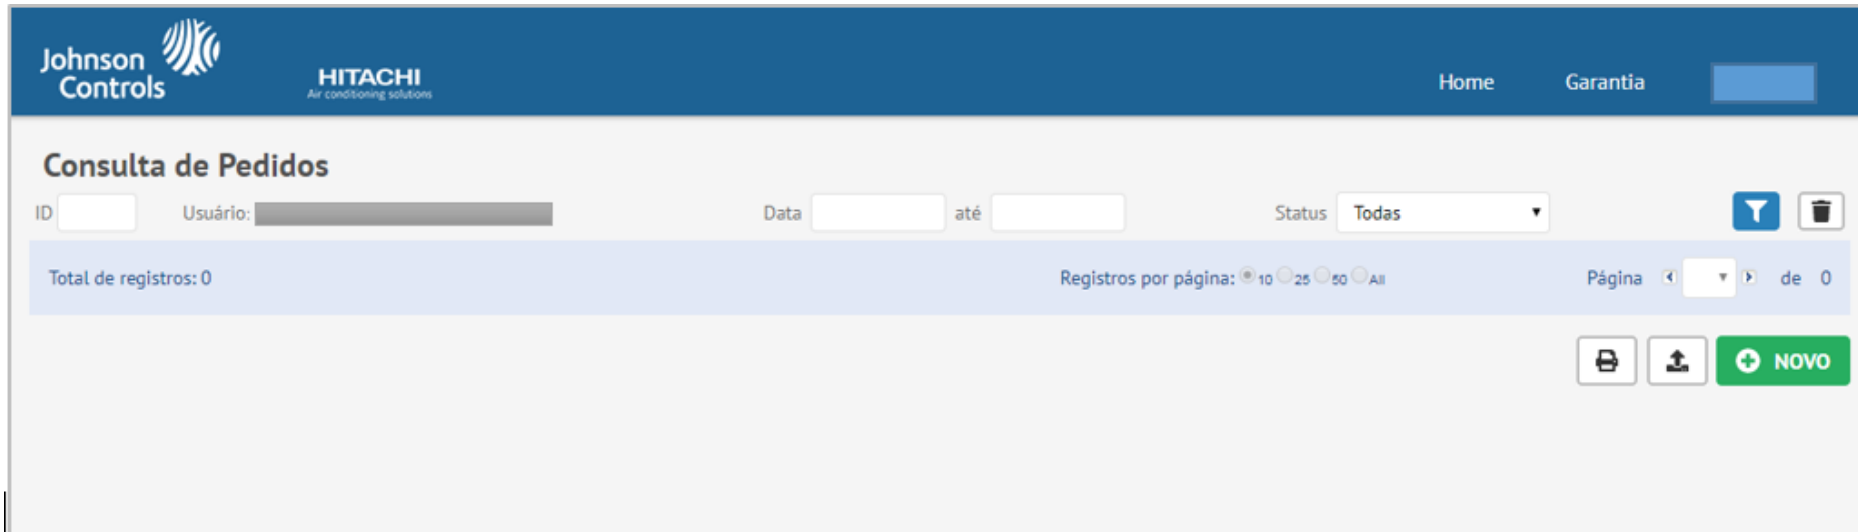 Johnson
Controls
HITACHI
Air conditioning solutions
Home Garantia
Consulta de Pedidos
ID Usuário: Data até Status Todas
Total de registros: 0 Registros por página: 10 25 50 All Página de 0
NOVO